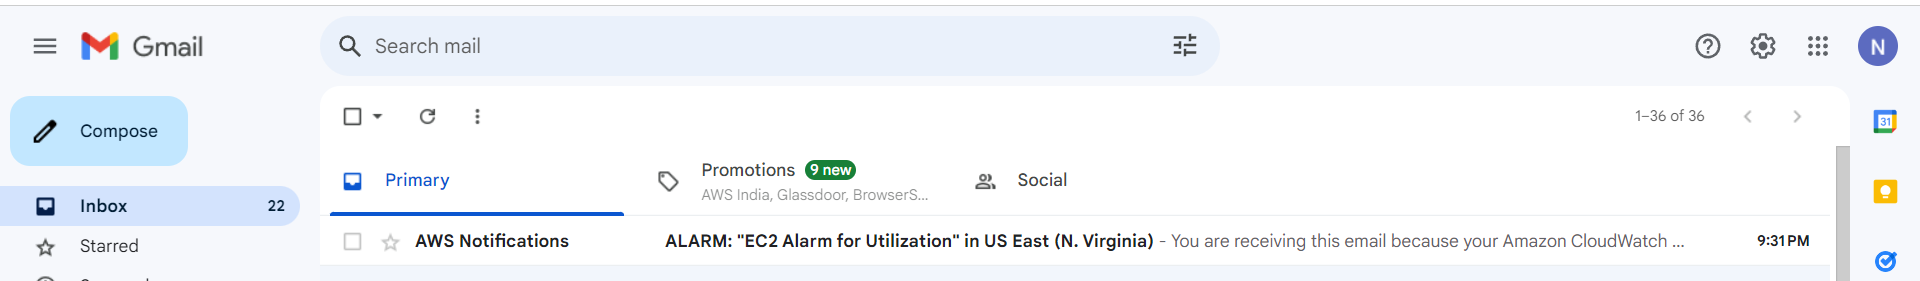 Gmail
Search mail
N
Compose
1–36 of 36
31
Primary
Promotions 9 new
AWS India, Glassdoor, BrowserS...
Social
Inbox 22
AWS Notifications ALARM: "EC2 Alarm for Utilization" in US East (N. Virginia) - You are receiving this email because your Amazon CloudWatch ... 9:31 PM
Starred